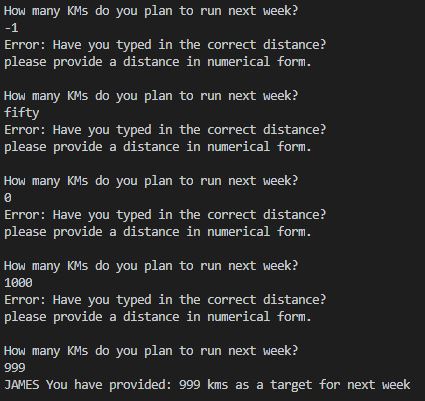 How many KMs do you plan to run next week?
-1
Error: Have you typed in the correct distance?
please provide a distance in numerical form.
How many KMs do you plan to run next week?
fifty
Error: Have you typed in the correct distance?
please provide a distance in numerical form.
How many KMs do you plan to run next week?
0
Error: Have you typed in the correct distance?
please provide a distance in numerical form.
How many KMs do you plan to run next week?
1000
Error: Have you typed in the correct distance?
please provide a distance in numerical form.
How many KMs do you plan to run next week?
999
JAMES You have provided: 999 kms as a target for next week